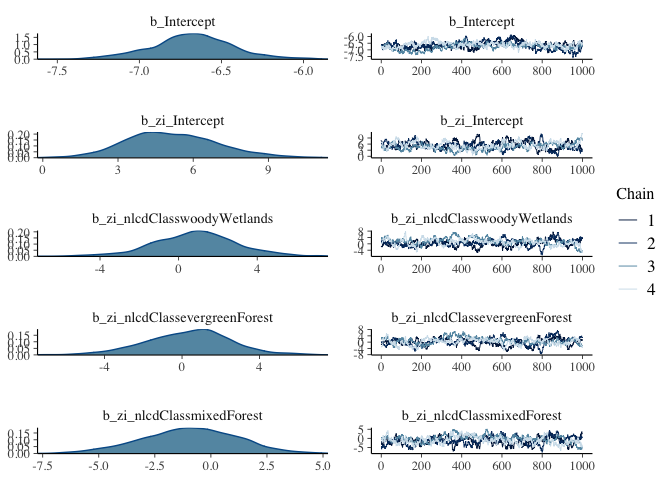 b_Intercept
1.5
1.0
0.5
0.0
-7.5 -7.0 -6.5 -6.0
b_Intercept
-6.0
-6.5
-7.0
-7.5
0 200 400 600 800 1000
b_zi_Intercept
0.20
0.15
0.10
0.05
0.00
0 3 6 9
b_zi_Intercept
9
6
3
0
0 200 400 600 800 1000
b_zi_nlcdClasswoodyWetlands
0.20
0.15
0.10
0.05
0.00
-4 0 4
b_zi_nlcdClasswoodyWetlands
8
4
0
-4
0 200 400 600 800 1000
b_zi_nlcdClassevergreenForest
0.15
0.10
0.05
0.00
-4 0 4
b_zi_nlcdClassevergreenForest
8
4
0
-4
-8
0 200 400 600 800 1000
b_zi_nlcdClassmixedForest
0.15
0.10
0.05
0.00
-7.5 -5.0 -2.5 0.0 2.5 5.0
b_zi_nlcdClassmixedForest
5
0
-5
0 200 400 600 800 1000
Chain
1
2
3
4